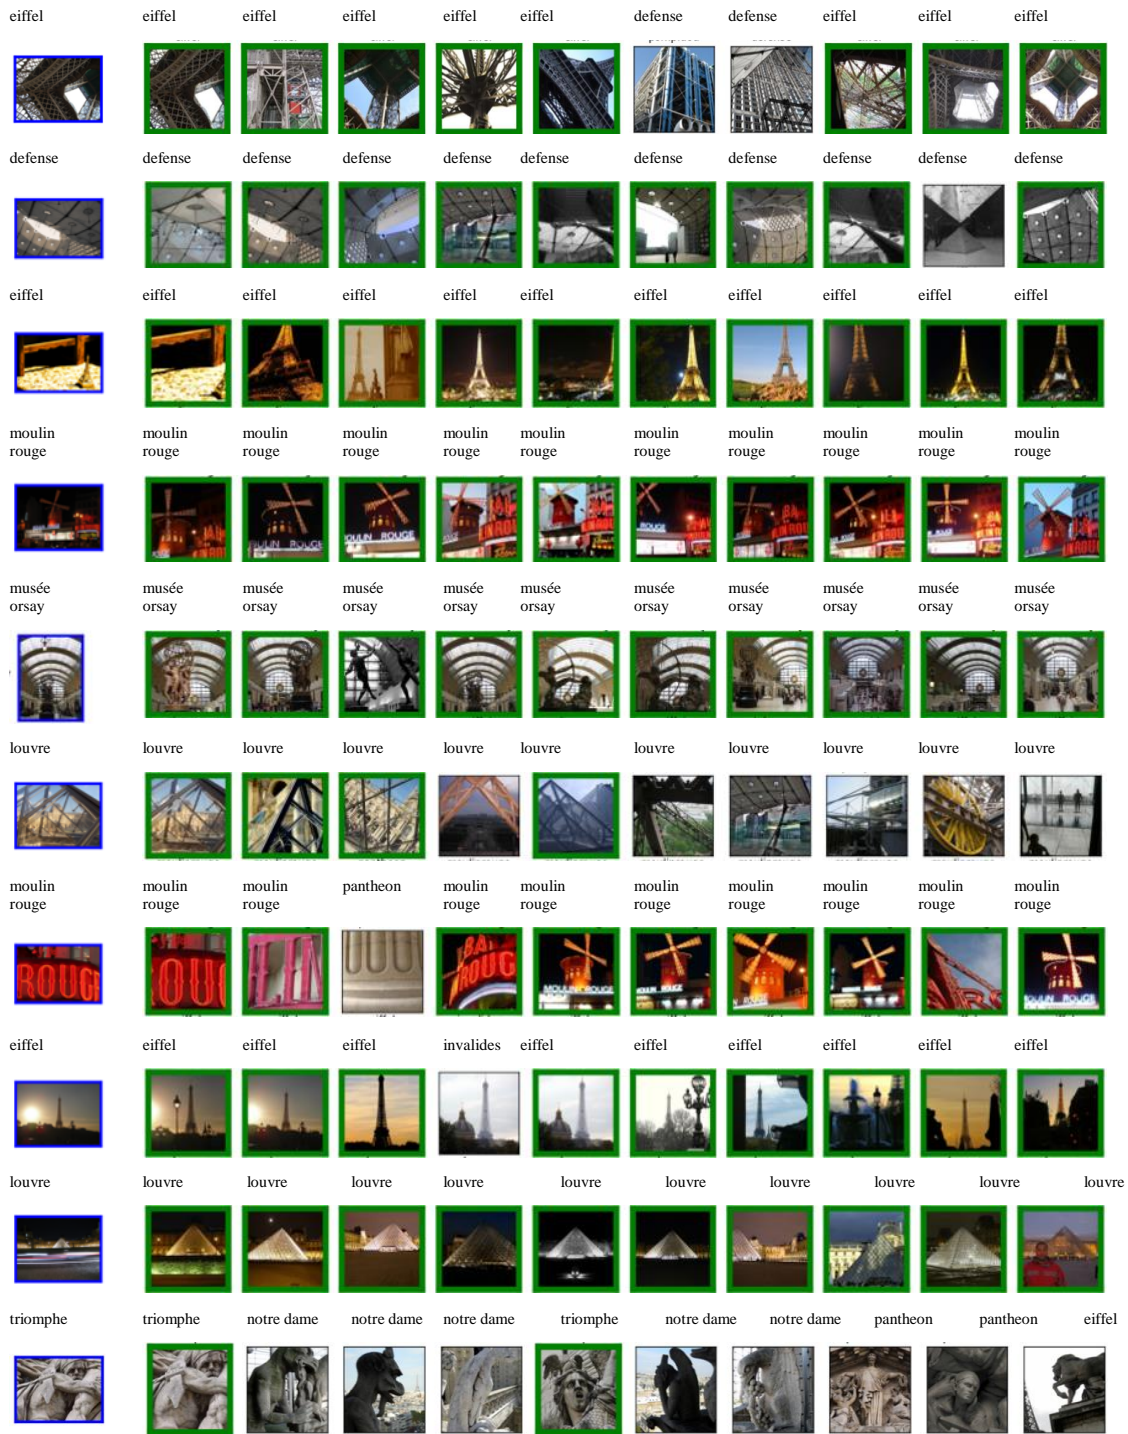 eiffel eiffel eiffel eiffel eiffel eiffel defense defense eiffel eiffel eiffel
defense defense defense defense defense defense defense defense defense defense defense
eiffel eiffel eiffel eiffel eiffel eiffel eiffel eiffel eiffel eiffel eiffel
moulin moulin moulin moulin moulin moulin moulin moulin moulin moulin moulin
rouge rouge rouge rouge rouge rouge rouge rouge rouge rouge rouge
ROUGE
MOULIN ROUGE
musée musée musée musée musée musée musée musée musée musée musée
orsay orsay orsay orsay orsay orsay orsay orsay orsay orsay orsay
louvre louvre louvre louvre louvre louvre louvre louvre louvre louvre louvre
moulin moulin moulin pantheon moulin moulin moulin moulin moulin moulin moulin
rouge rouge rouge rouge rouge rouge rouge rouge rouge rouge
ROUGE
MOULIN ROUGE
MOULIN ROUGE
eiffel eiffel eiffel eiffel invalides eiffel eiffel eiffel eiffel eiffel eiffel
louvre louvre louvre louvre louvre louvre louvre louvre louvre louvre louvre
triomphe triomphe notre dame notre dame notre dame triomphe notre dame notre dame pantheon pantheon eiffel